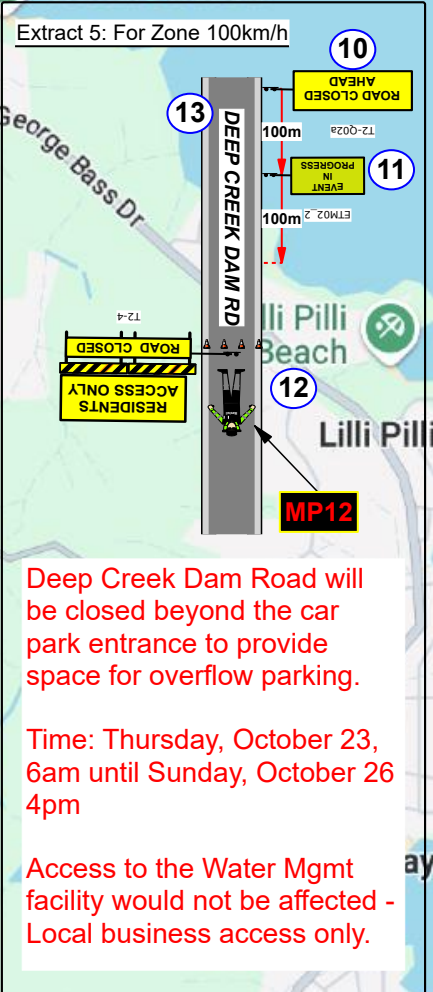 Extract 5: For Zone 100km/h
10
ROAD CLOSED
AHEAD
13
George Bass Dr
DEEP CREEK DAM RD
100m
T2-Q02a
EVENT
IN
PROGRESS
11
100m
ETM02_2
T2-4
ROAD CLOSED
RESIDENTS
ACCESS ONLY
lli Pilli
Beach
12
Lilli Pilli
MP12
Deep Creek Dam Road will
be closed beyond the car
park entrance to provide
space for overflow parking.
Time: Thursday, October 23,
6am until Sunday, October 26
4pm
Access to the Water Mgmt
facility would not be affected -
Local business access only.
ay